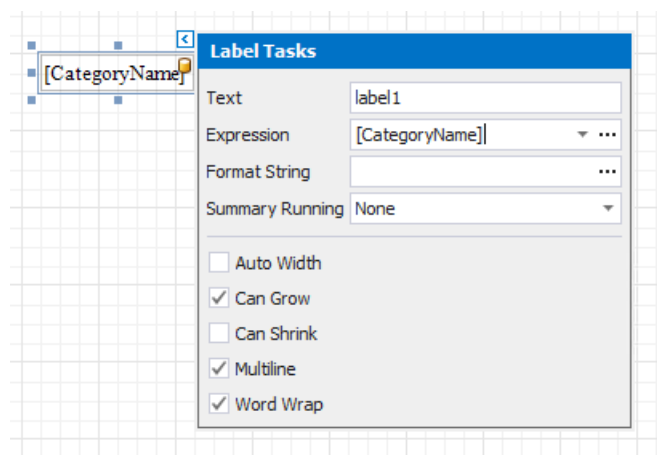 [CategoryName]
Label Tasks
Text label1
Expression [CategoryName]
Format String
Summary Running None
Auto Width
Can Grow
Can Shrink
Multiline
Word Wrap